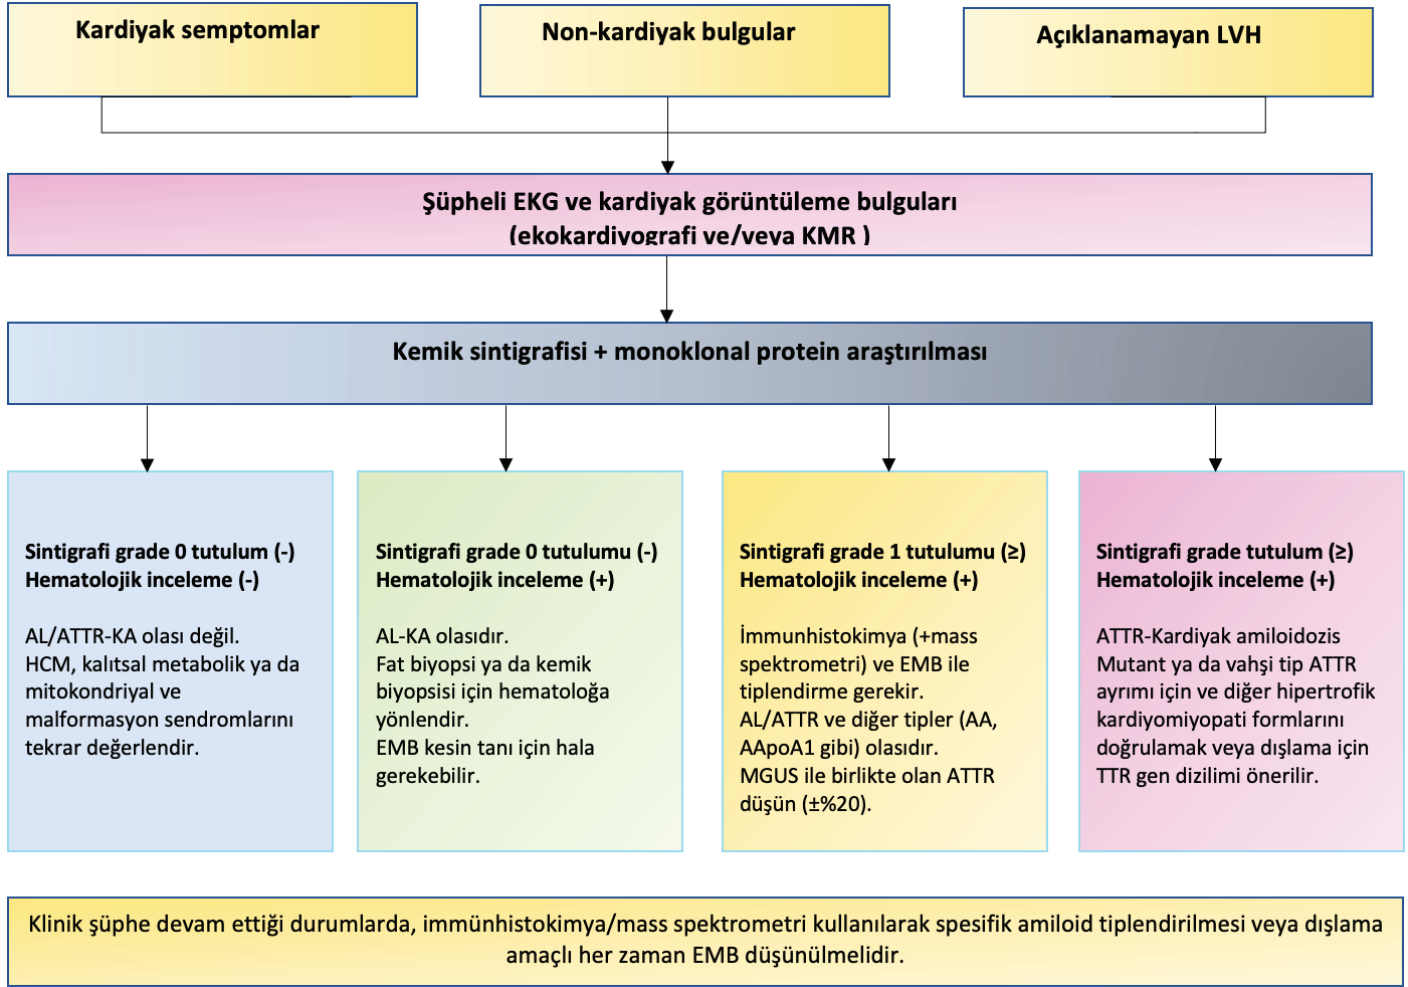 Kardiyak semptomlar
Non-kardiyak bulgular
Açıklanamayan LVH
Şüpheli EKG ve kardiyak görüntüleme bulguları
(ekokardiyografi ve/veya KMR )
Kemik sintigrafisi + monoklonal protein araştırılması
Sintigrafi grade 0 tutulum (-)
Hematolojik inceleme (-)
AL/ATTR-KA olası değil.
HCM, kalıtsal metabolik ya da
mitokondriyal ve
malformasyon sendromlarını
tekrar değerlendir.
Sintigrafi grade 0 tutulumu (-)
Hematolojik inceleme (+)
AL-KA olasıdır.
Fat biyopsi ya da kemik
biyopsisi için hematoloğa
yönlendir.
EMB kesin tanı için hala
gerekebilir.
Sintigrafi grade 1 tutulumu (≥)
Hematolojik inceleme (+)
İmmunhistokimya (+mass
spektrometri) ve EMB ile
tiplendirme gerekir.
AL/ATTR ve diğer tipler (AA,
AApoA1 gibi) olasıdır.
MGUS ile birlikte olan ATTR
düşün (±%20).
Sintigrafi grade tutulum (≥)
Hematolojik inceleme (+)
ATTR-Kardiyak amiloidozis
Mutant ya da vahşi tip ATTR
ayrımı için ve diğer hipertrofik
kardiyomiyopati formlarını
doğrulamak veya dışlama için
TTR gen dizilimi önerilir.
Klinik şüphe devam ettiği durumlarda, immünhistokimya/mass spektrometri kullanılarak spesifik amiloid tiplendirilmesi veya dışlama
amaçlı her zaman EMB düşünülmelidir.